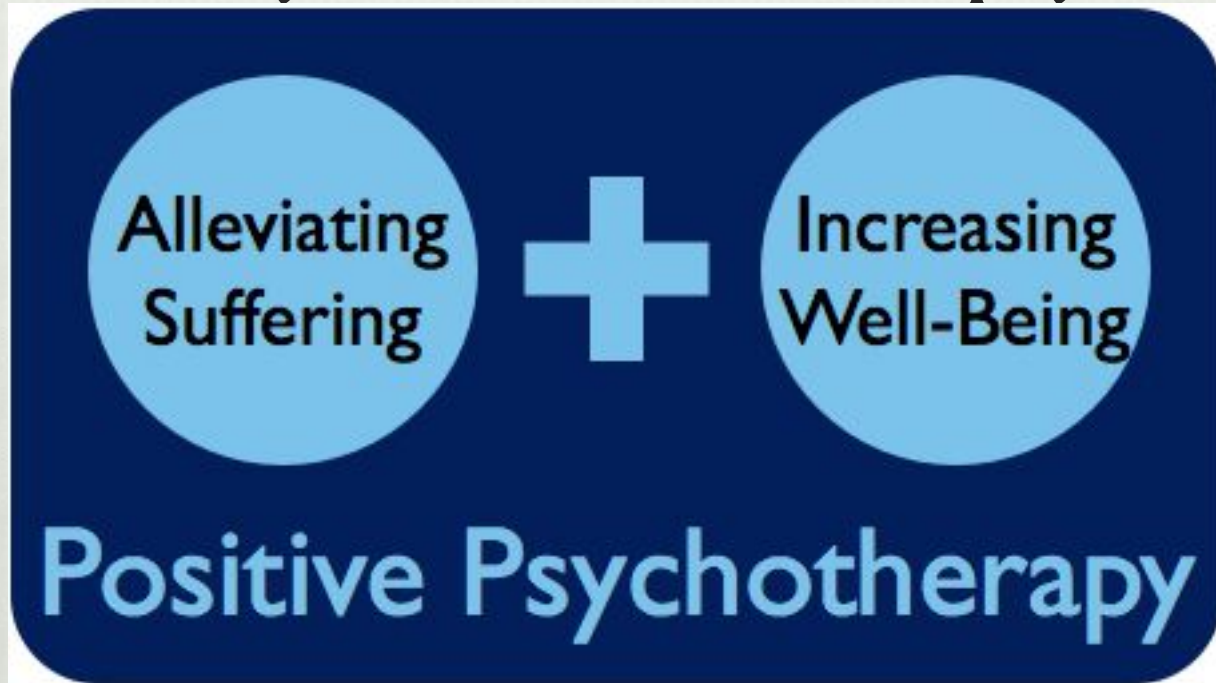 Alleviating
Suffering
Increasing
Well-Being
Positive Psychotherapy